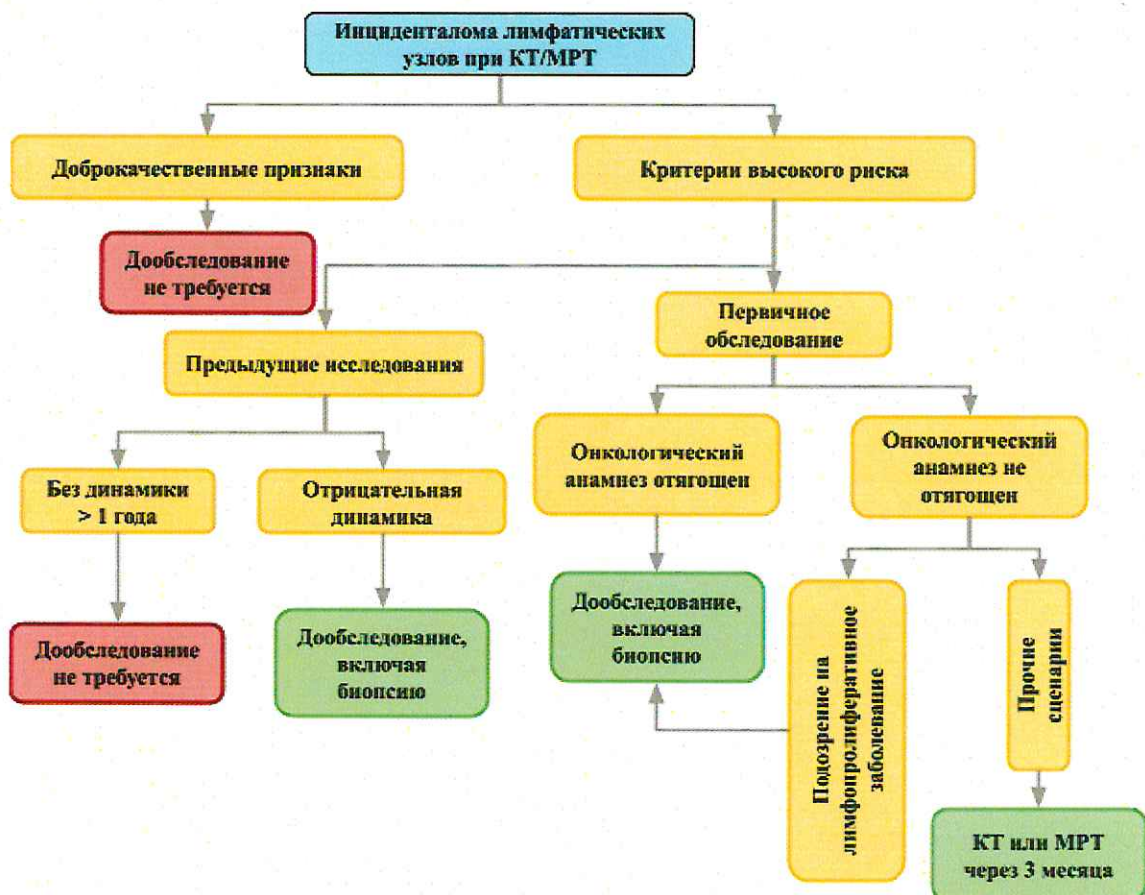 Инциденталома лимфатических
узлов при КТ/МРТ
Доброкачественные признаки
Критерии высокого риска
Дообследование
не требуется
Первичное
обследование
Предыдущие исследования
Онкологический
анамнез отягощен
Онкологический
анамнез не
отягощен
Без динамики
> 1 года
Отрицательная
динамика
Дообследование,
включая
биопсию
Подозрение на
лимфопролиферативное
заболевание
Прочие
сценарии
Дообследование
не требуется
Дообследование,
включая
биопсию
КТ или МРТ
через 3 месяца